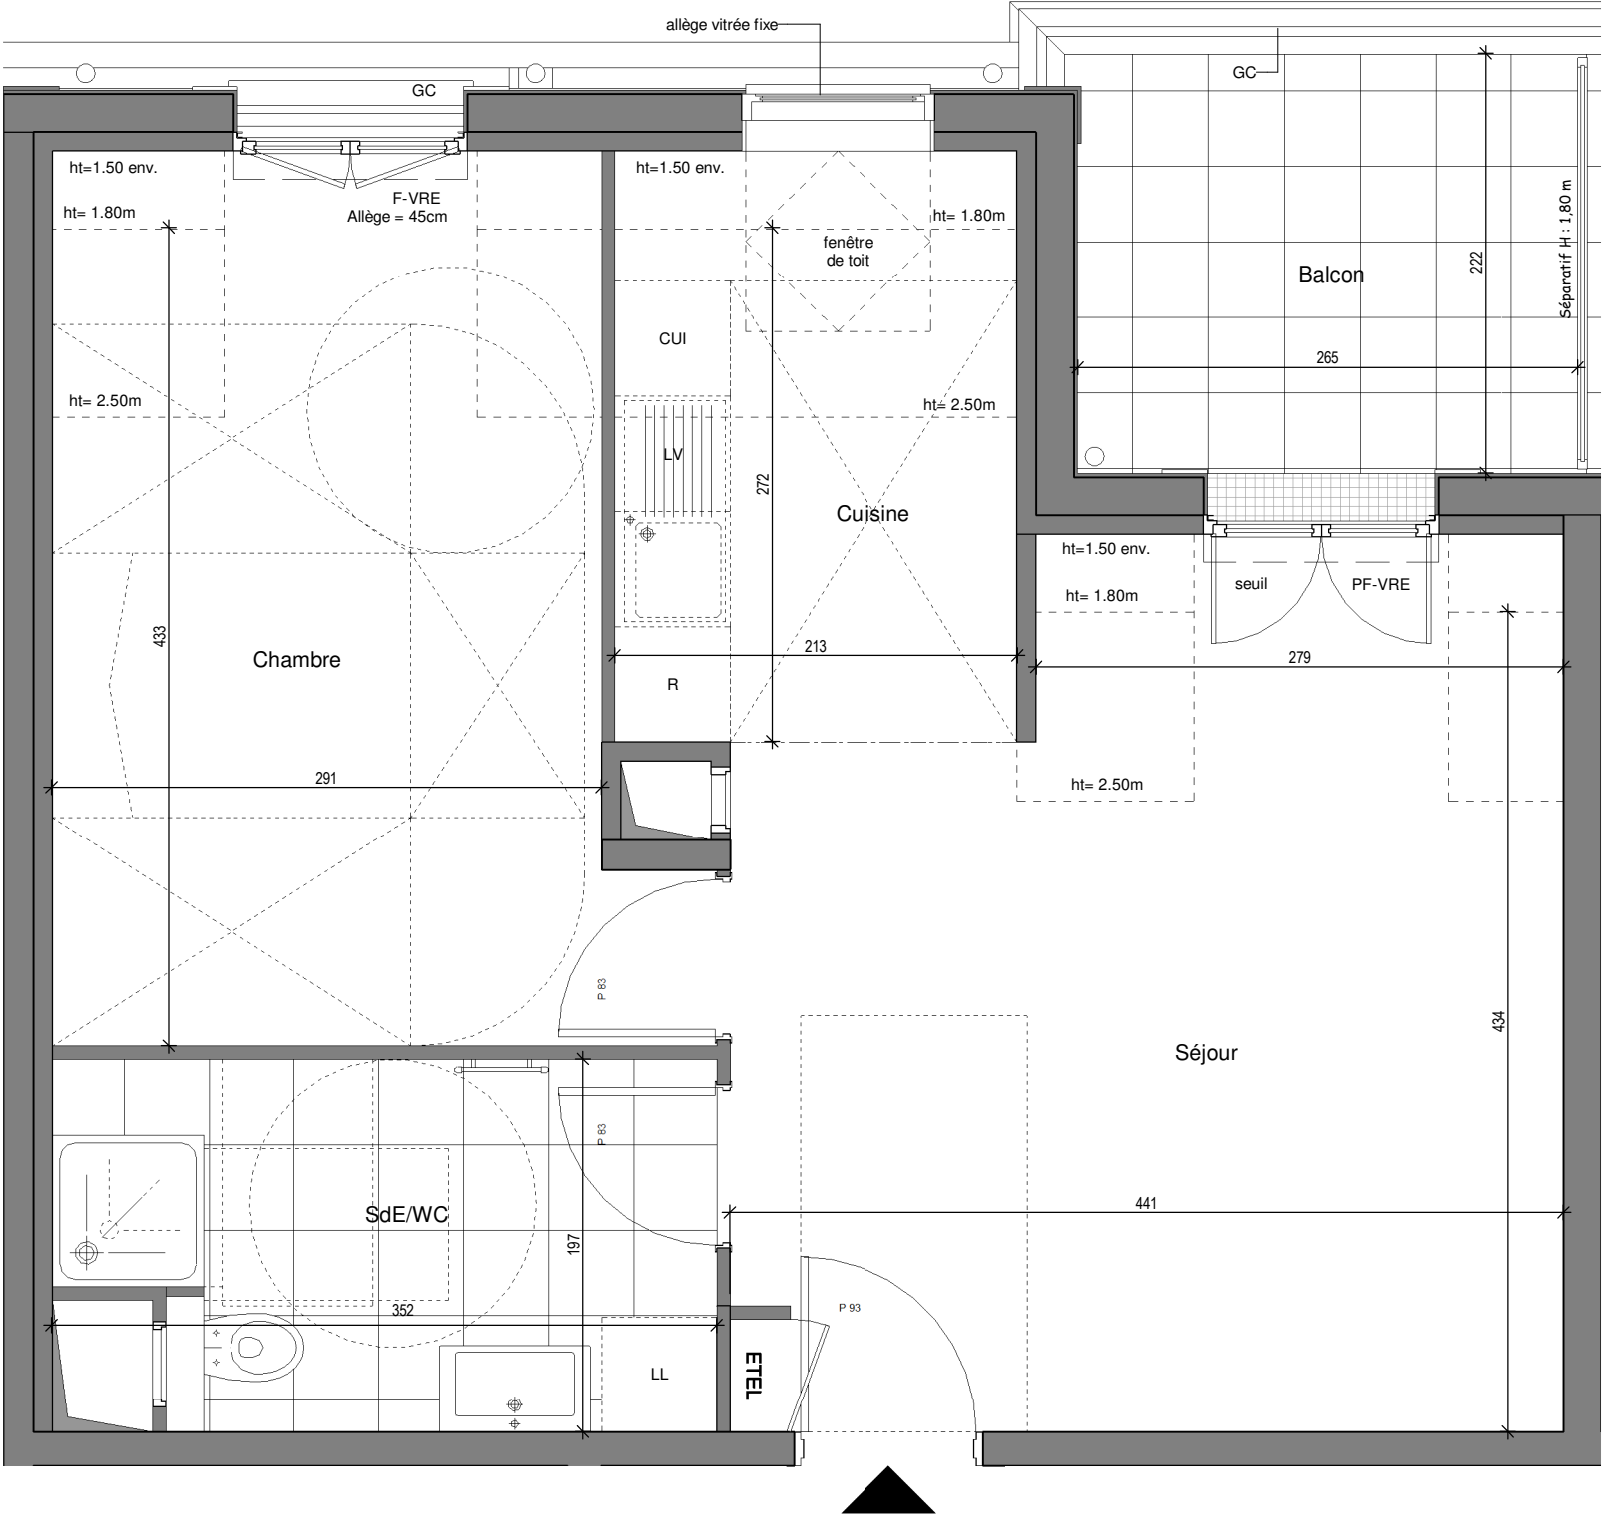 allège vitrée fixe
GC
GC
ht=1.50 env.
ht= 1.80m
F-VRE
Allège = 45cm
ht=1.50 env.
ht= 1.80m
fenêtre
de toit
Balcon
222
Séparatif H : 1,80 m
265
CUI
ht= 2.50m
ht= 2.50m
LV
272
Cuisine
ht=1.50 env.
ht= 1.80m
seuil
PF-VRE
433
Chambre
213
279
R
291
ht= 2.50m
P 83
434
Séjour
P 83
SdE/WC
197
441
352
P 93
LL
ETEL